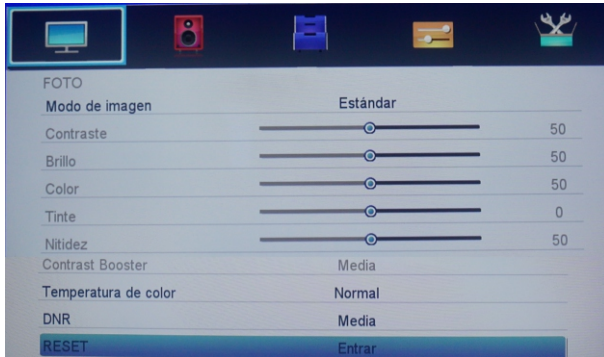 FOTO
Modo de imagen Estándar
Contraste 50
Brillo 50
Color 50
Tinte 0
Nitidez 50
Contrast Booster Media
Temperatura de color Normal
DNR Media
RESET Entrar